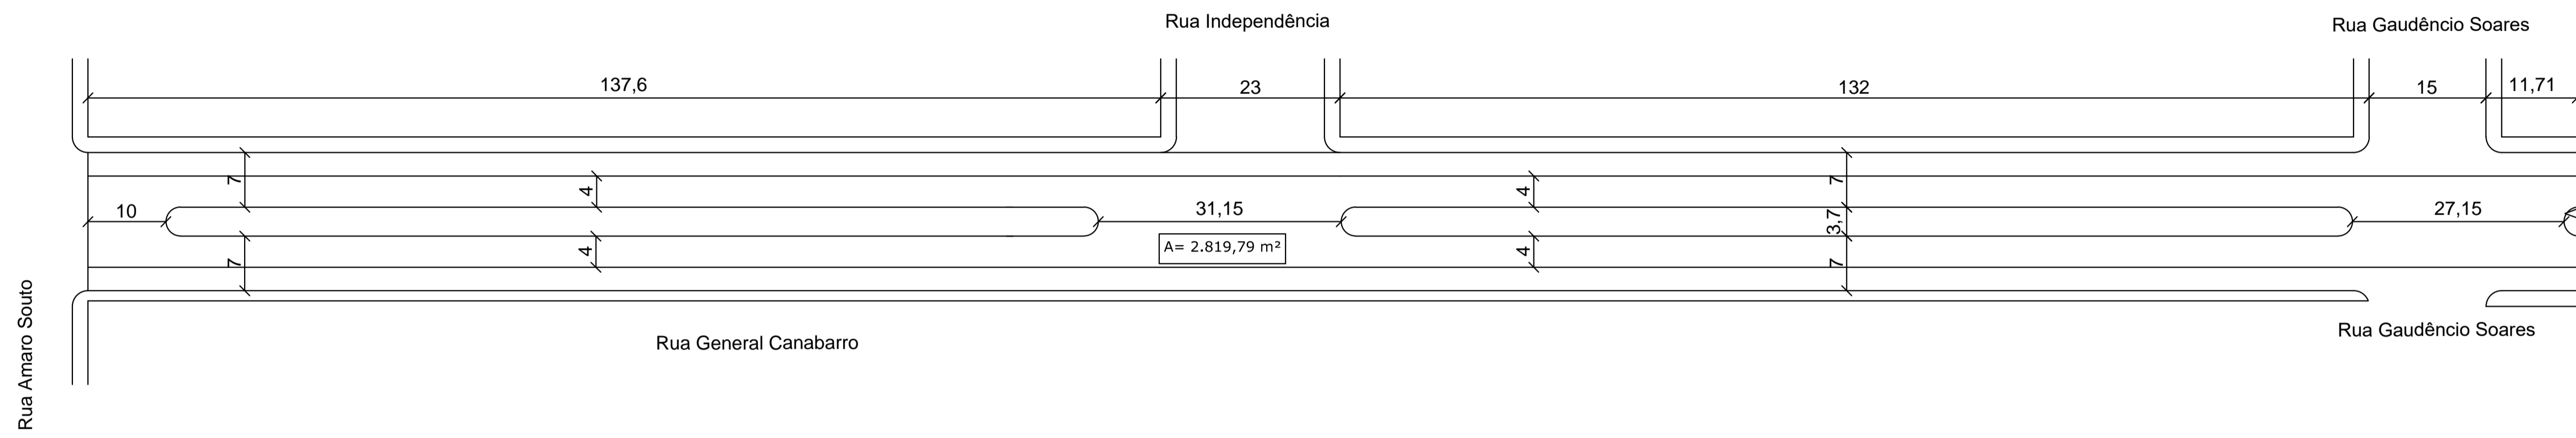 Rua Independência
Rua Gaudêncio Soares
137,6
23
132
15
11,71
7
4
4
7
10
31,15
3,7
27,15
A= 2.819,79 m²
7
4
4
7
Rua Amaro Souto
Rua General Canabarro
Rua Gaudêncio Soares